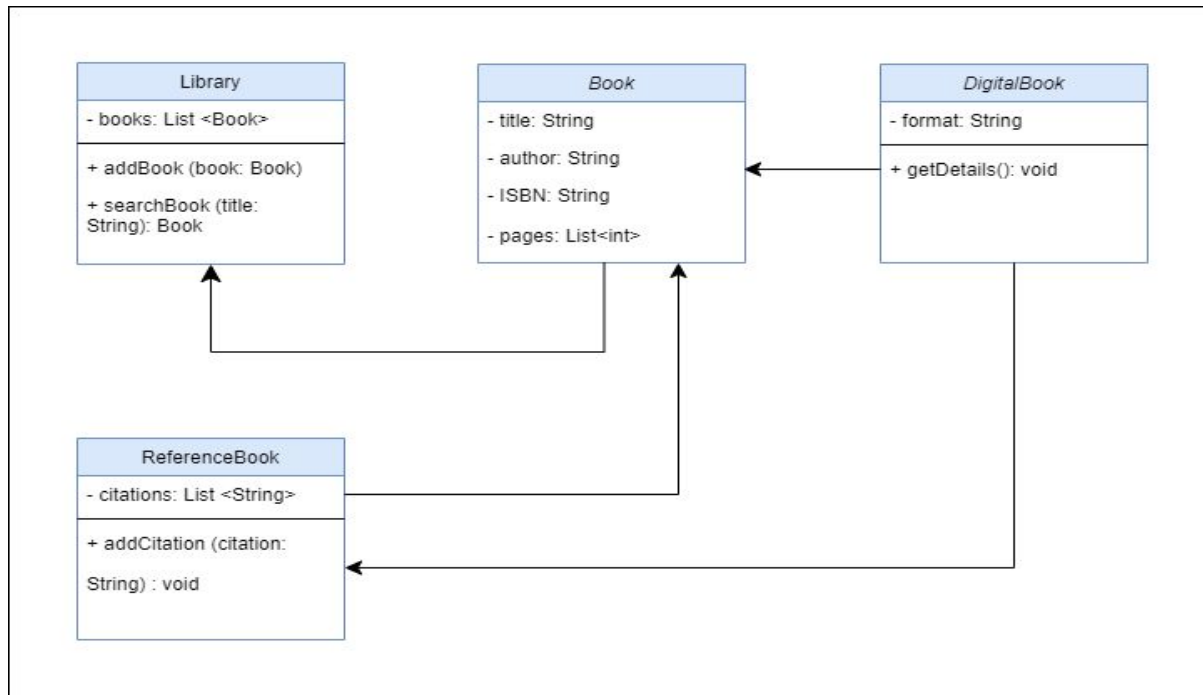 Library
- books: List <Book>
+ addBook (book: Book)
+ searchBook (title:
String): Book
Book
- title: String
- author: String
- ISBN: String
- pages: List<int>
DigitalBook
- format: String
+ getDetails(): void
ReferenceBook
- citations: List <String>
+ addCitation (citation:
String) : void